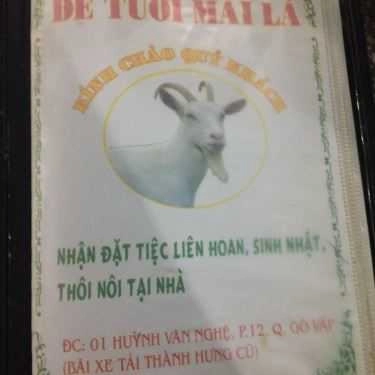 DÊ TƯƠI MÁI LÁ
KÍNH CHÀO QUÝ KHÁCH
NHẬN ĐẶT TIỆC LIÊN HOAN, SINH NHẬT,
THÔI NÔI TẠI NHÀ
ĐC: 01 HUỲNH VĂN NGHỆ, P.12, Q. GÒ VẤP
(BÃI XE TẢI THÀNH HƯNG CŨ)